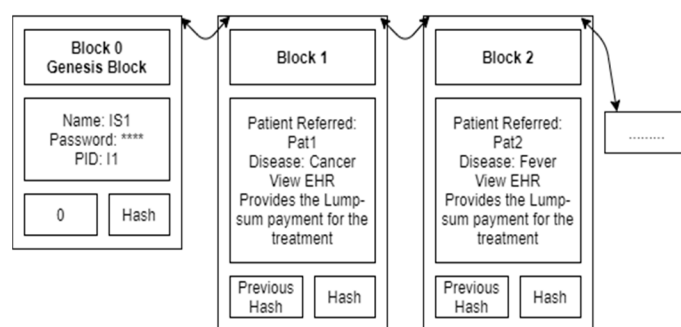 Block 0
Genesis Block
Name: IS1
Password: ****
PID: I1
0
Hash
Block 1
Patient Referred:
Pat1
Disease: Cancer
View EHR
Provides the Lump-
sum payment for the
treatment
Previous
Hash
Hash
Block 2
Patient Referred:
Pat2
Disease: Fever
View EHR
Provides the Lump-
sum payment for the
treatment
Previous
Hash
Hash
.........